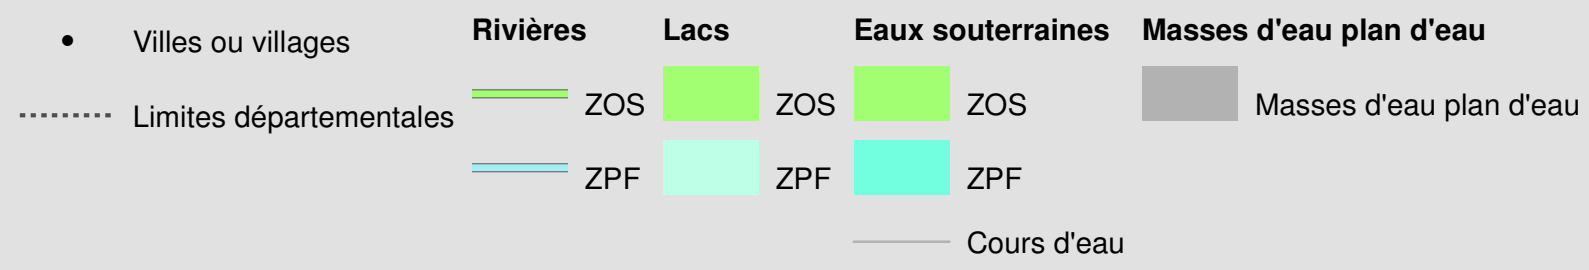 Villes ou villages
Limites départementales
Rivières
ZOS
ZPF
Lacs
ZOS
ZPF
Eaux souterraines
ZOS
ZPF
Cours d'eau
Masses d'eau plan d'eau
Masses d'eau plan d'eau